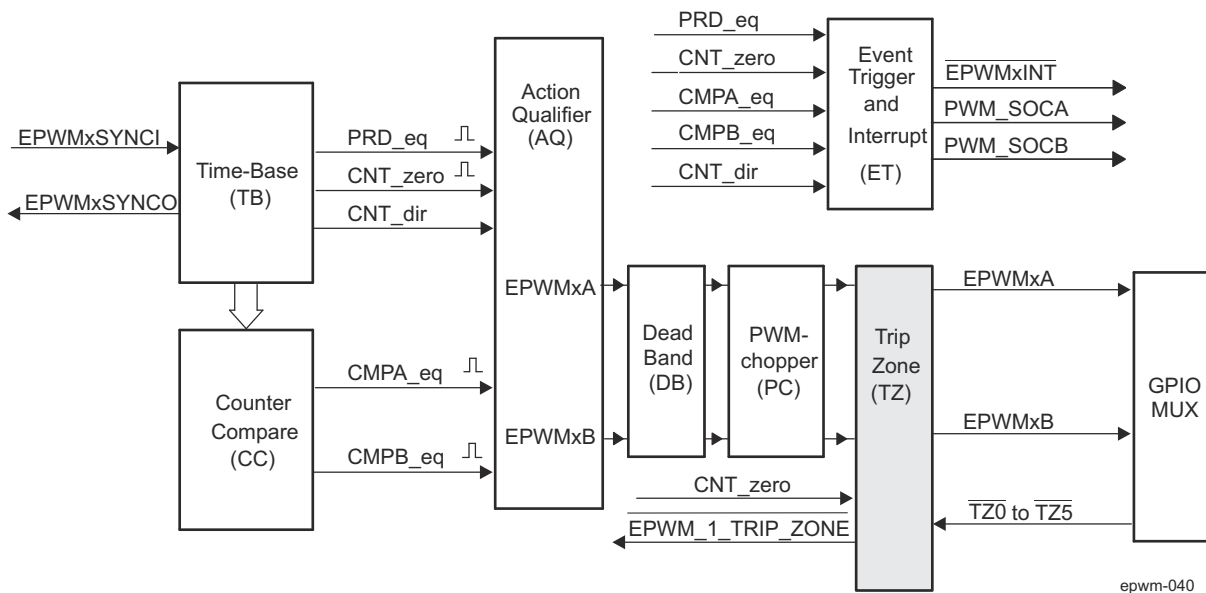 EPWMxSYNCI
EPWMxSYNCO
Time-Base
(TB)
PRD_eq
CNT_zero
CNT_dir
Counter
Compare
(CC)
CMPA_eq
CMPB_eq
Action
Qualifier
(AQ)
EPWMxA
EPWMxB
PRD_eq
CNT_zero
CMPA_eq
CMPB_eq
CNT_dir
Event
Trigger
and
Interrupt
(ET)
EPWMxINT
PWM_SOCA
PWM_SOCB
Dead
Band
(DB)
PWM-
chopper
(PC)
Trip
Zone
(TZ)
CNT_zero
EPWM_1_TRIP_ZONE
EPWMxA
EPWMxB
TZ0 to TZ5
GPIO
MUX
epwm-040